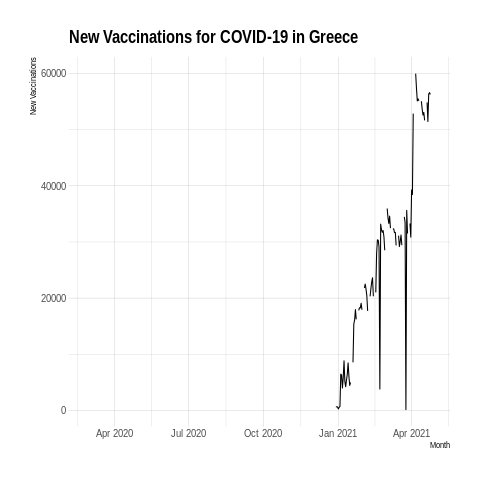 New Vaccinations for COVID-19 in Greece
New Vaccinations
60000
40000
20000
0
Apr 2020
Jul 2020
Oct 2020
Jan 2021
Apr 2021
Month